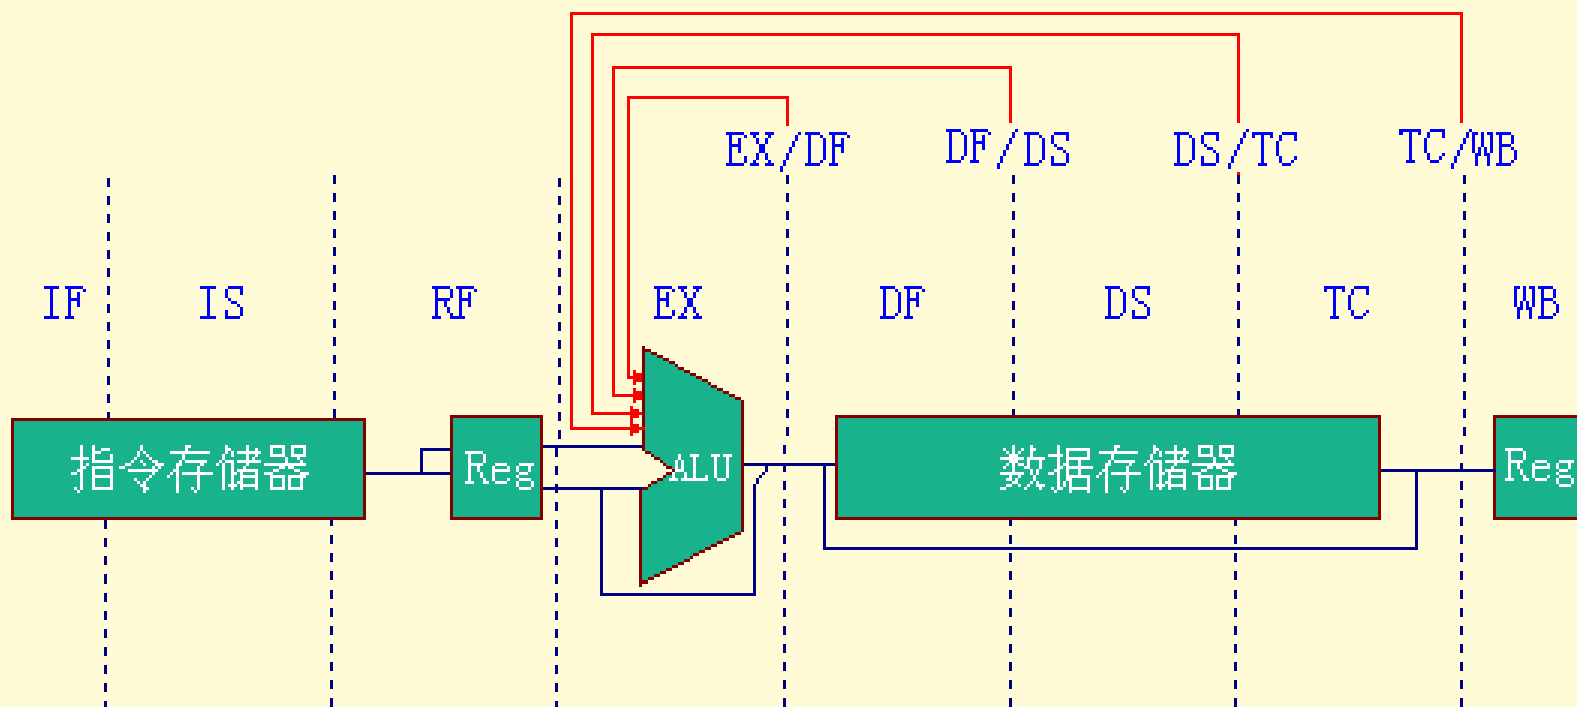 EX/DF DF/DS DS/TC TC/WB
IF IS RF EX DF DS TC WB
指令存储器 Reg ALU 数据存储器 Reg